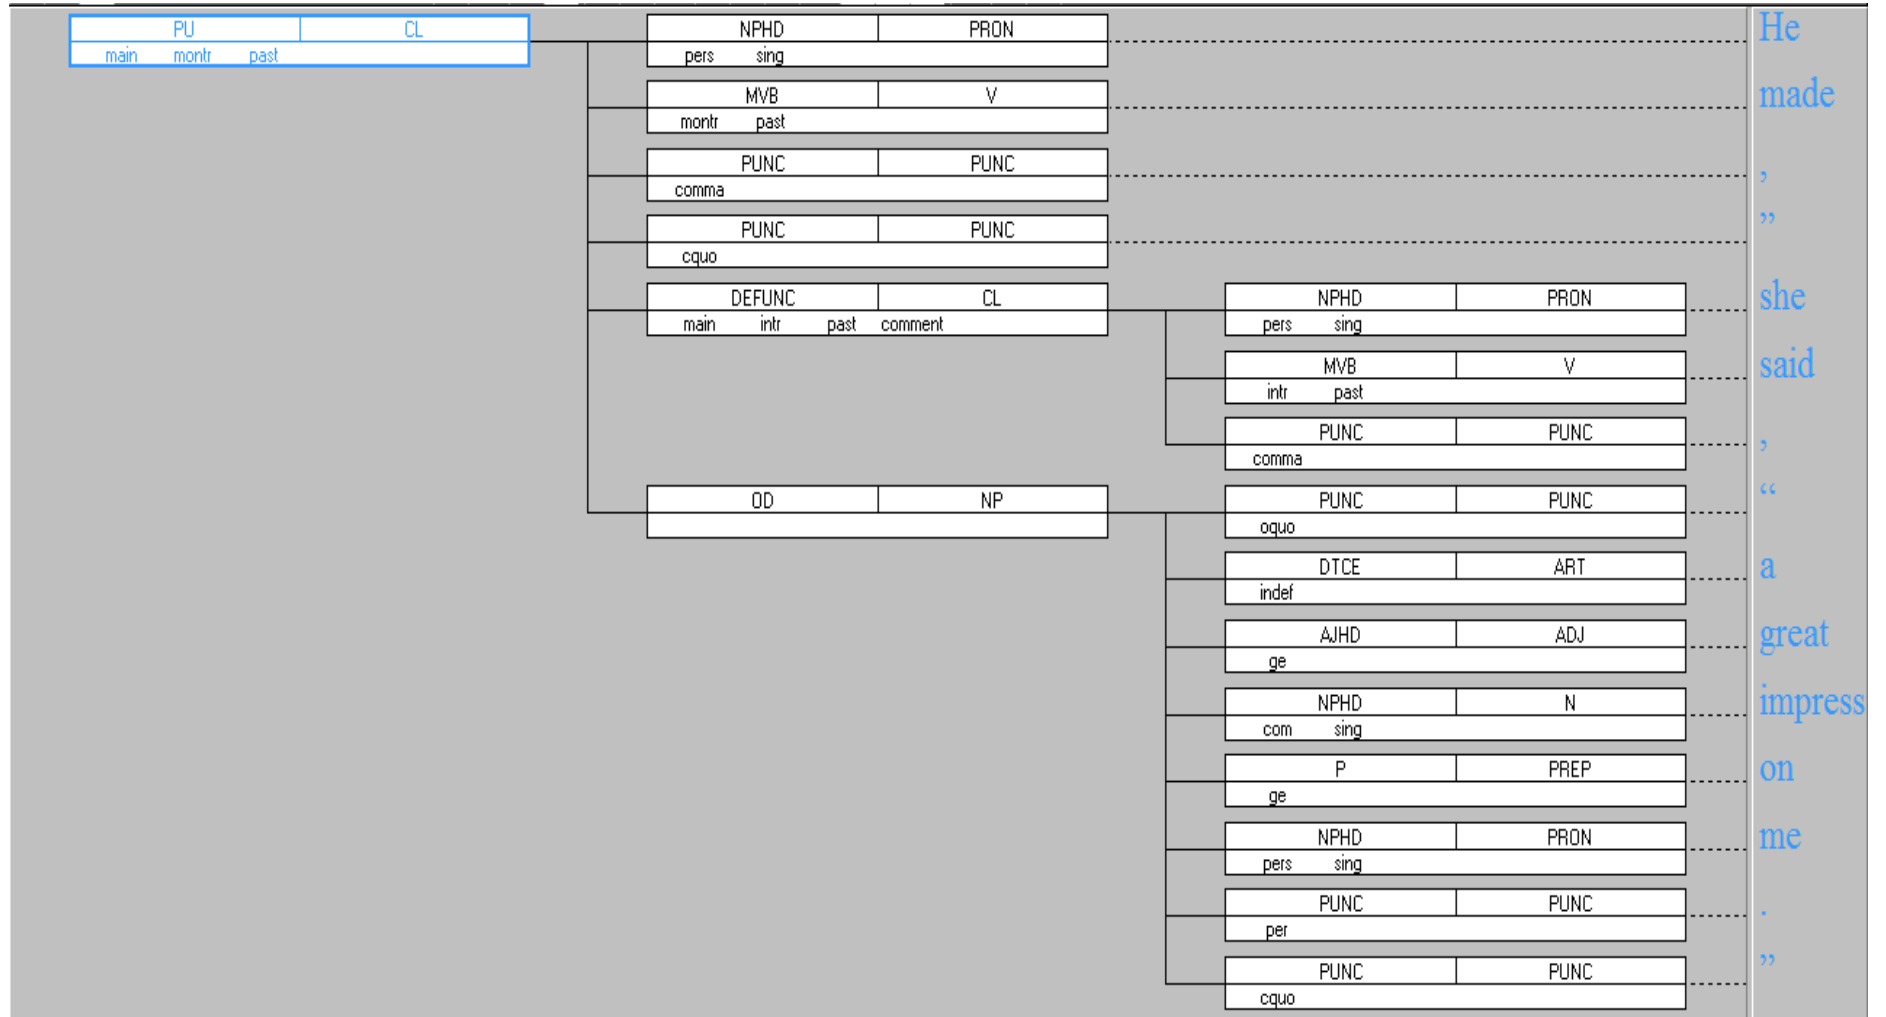 PU CL
main montr past
NPHD PRON
pers sing
He
MVB V
montr past
made
PUNC PUNC
comma
,
PUNC PUNC
cquo
”
DEFUNC CL
main intr past comment
NPHD PRON
pers sing
she
MVB V
intr past
said
PUNC PUNC
comma
,
OD NP
PUNC PUNC
oquo
“
DTCE ART
indef
a
AJHD ADJ
ge
great
NPHD N
com sing
impress
P PREP
ge
on
NPHD PRON
pers sing
me
PUNC PUNC
per
.
PUNC PUNC
cquo
”